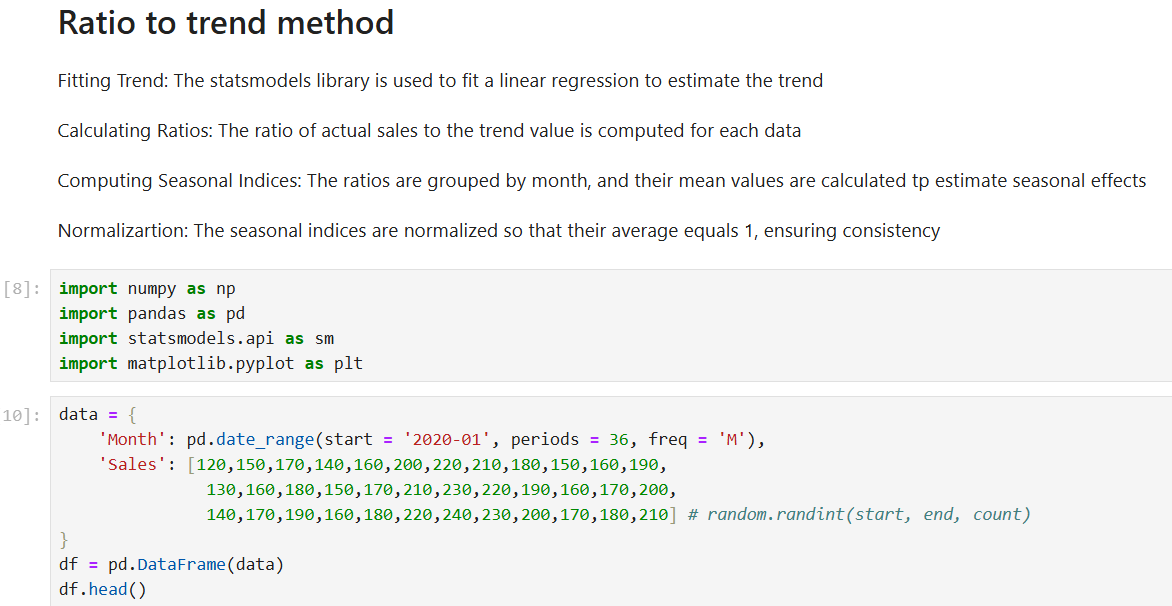 Ratio to trend method
Fitting Trend: The statsmodels library is used to fit a linear regression to estimate the trend
Calculating Ratios: The ratio of actual sales to the trend value is computed for each data
Computing Seasonal Indices: The ratios are grouped by month, and their mean values are calculated tp estimate seasonal effects
Normalizartion: The seasonal indices are normalized so that their average equals 1, ensuring consistency
[8]: import numpy as np
import pandas as pd
import statsmodels.api as sm
import matplotlib.pyplot as plt
10]: data = {
    'Month': pd.date_range(start = '2020-01', periods = 36, freq = 'M'),
    'Sales': [120,150,170,140,160,200,220,210,180,150,160,190,
              130,160,180,150,170,210,230,220,190,160,170,200,
              140,170,190,160,180,220,240,230,200,170,180,210] # random.randint(start, end, count)
}
df = pd.DataFrame(data)
df.head()